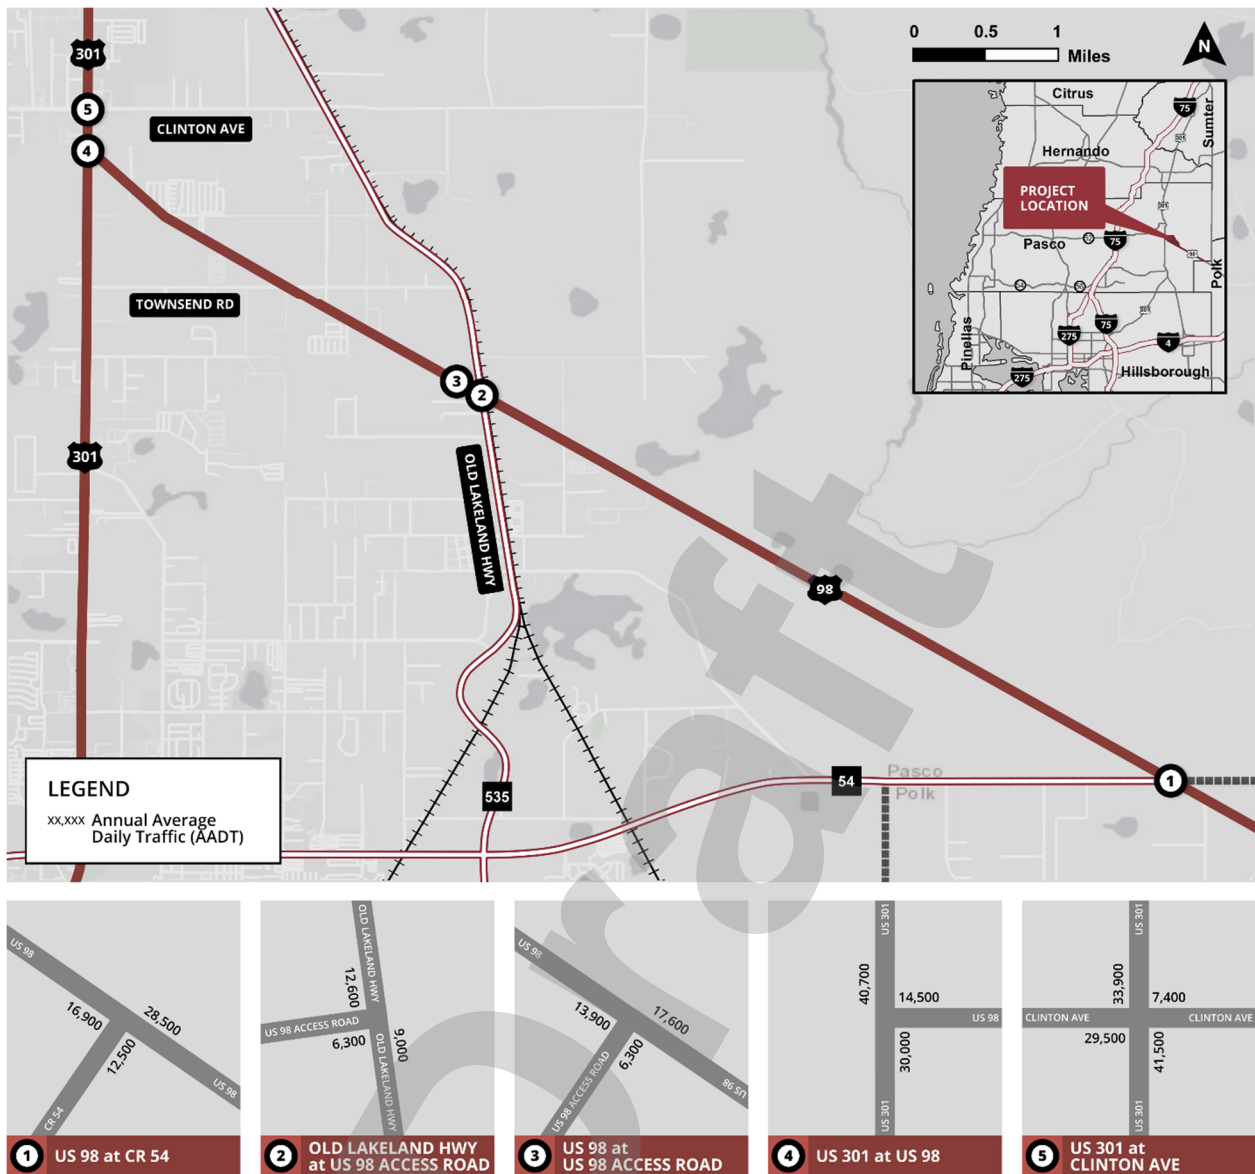 301
5
4
CLINTON AVE
TOWNSEND RD
3
2
301
OLD LAKELAND HWY
98
535
54
Pasco
Polk
1
0 0.5 1
Miles
N
Citrus
75
Sumter
Hernando
301
PROJECT
LOCATION
301
Pasco
52
75
98
Polk
54
56
301
Pinellas
275
75
4
275
Hillsborough
LEGEND
xx,xxx Annual Average
Daily Traffic (AADT)
Draft
US 98
16,900
28,500
12,500
CR 54
US 98
1 US 98 at CR 54
OLD LAKELAND HWY
12,600
US 98 ACCESS ROAD
6,300
9,000
OLD LAKELAND HWY
2 OLD LAKELAND HWY
at US 98 ACCESS ROAD
US 98
13,900
17,600
6,300
US 98 ACCESS ROAD
US 98
3 US 98 at
US 98 ACCESS ROAD
US 301
40,700
14,500
US 98
30,000
US 301
4 US 301 at US 98
US 301
33,900
7,400
CLINTON AVE
CLINTON AVE
29,500
41,500
US 301
5 US 301 at
CLINTON AVE